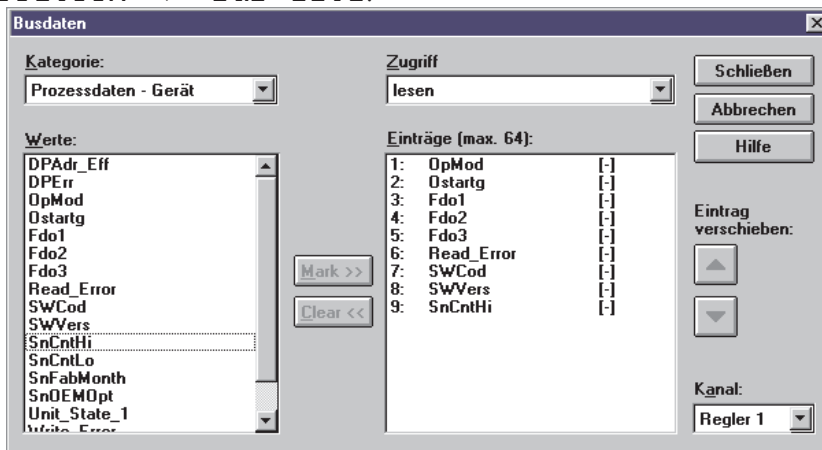 Busdaten
Kategorie:
Prozessdaten - Gerät
Zugriff
lesen
Schließen
Abbrechen
Hilfe
Werte:
DPAdr_Eff
DPErr
OpMod
Ostartg
Fdo1
Fdo2
Fdo3
Read_Error
SWCod
SWVers
SnCntHi
SnCntLo
SnFabMonth
SnOEMOpt
Unit_State_1
Write_Error
Mark >>
Clear <<
Einträge (max. 64):
1: OpMod [-]
2: Ostartg [-]
3: Fdo1 [-]
4: Fdo2 [-]
5: Fdo3 [-]
6: Read_Error [-]
7: SWCod [-]
8: SWVers [-]
9: SnCntHi [-]
Eintrag
verschieben:
Kanal:
Regler 1